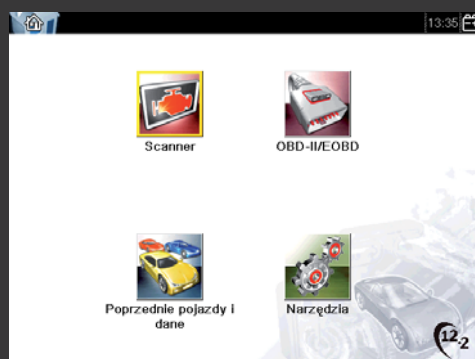 13:35
Scanner
OBD-II/EOBD
Poprzednie pojazdy i
dane
Narzędzia
12.2